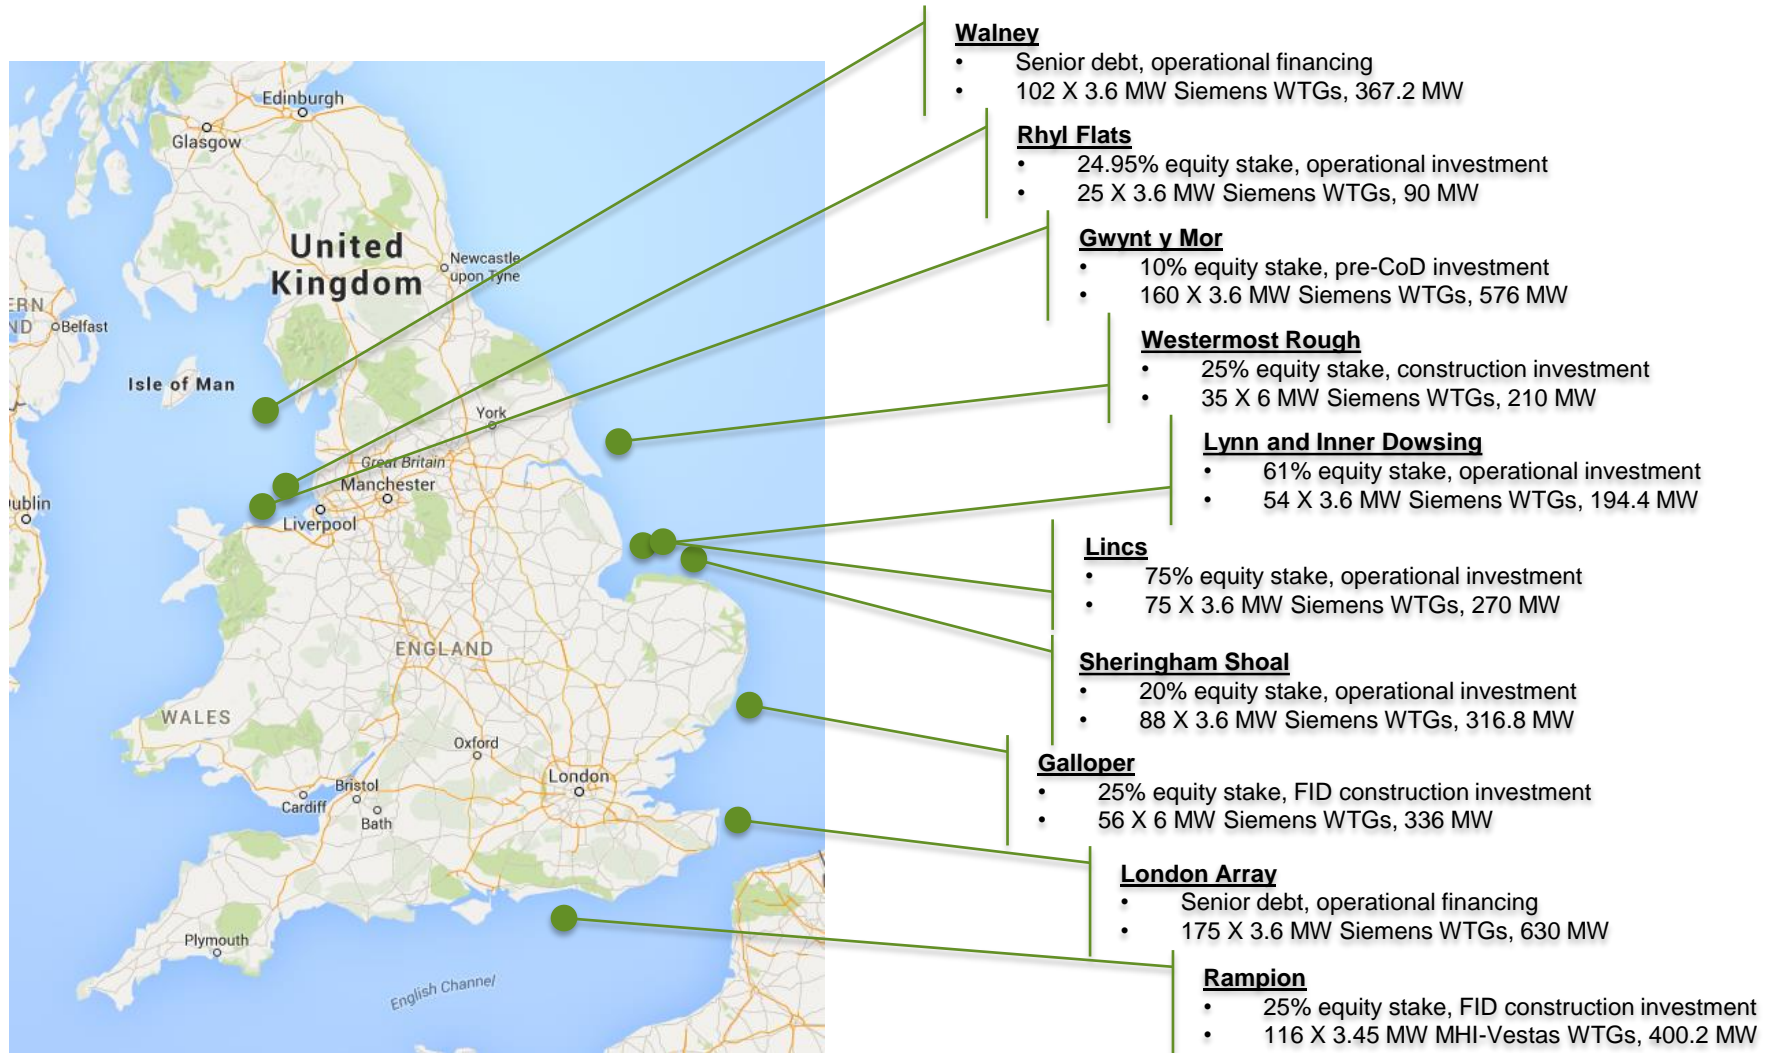 Walney
• Senior debt, operational financing
• 102 X 3.6 MW Siemens WTGs, 367.2 MW
Rhyl Flats
• 24.95% equity stake, operational investment
• 25 X 3.6 MW Siemens WTGs, 90 MW
Gwynt y Mor
• 10% equity stake, pre-CoD investment
• 160 X 3.6 MW Siemens WTGs, 576 MW
Westermost Rough
• 25% equity stake, construction investment
• 35 X 6 MW Siemens WTGs, 210 MW
Lynn and Inner Dowsing
• 61% equity stake, operational investment
• 54 X 3.6 MW Siemens WTGs, 194.4 MW
Lincs
• 75% equity stake, operational investment
• 75 X 3.6 MW Siemens WTGs, 270 MW
Sheringham Shoal
• 20% equity stake, operational investment
• 88 X 3.6 MW Siemens WTGs, 316.8 MW
Galloper
• 25% equity stake, FID construction investment
• 56 X 6 MW Siemens WTGs, 336 MW
London Array
• Senior debt, operational financing
• 175 X 3.6 MW Siemens WTGs, 630 MW
Rampion
• 25% equity stake, FID construction investment
• 116 X 3.45 MW MHI-Vestas WTGs, 400.2 MW
Edinburgh
Glasgow
United
Kingdom
Newcastle
upon Tyne
ERN
ND
Belfast
Isle of Man
York
Great Britain
Manchester
ublin
Liverpool
ENGLAND
WALES
Oxford
London
Bristol
Cardiff
Bath
Plymouth
English Channel